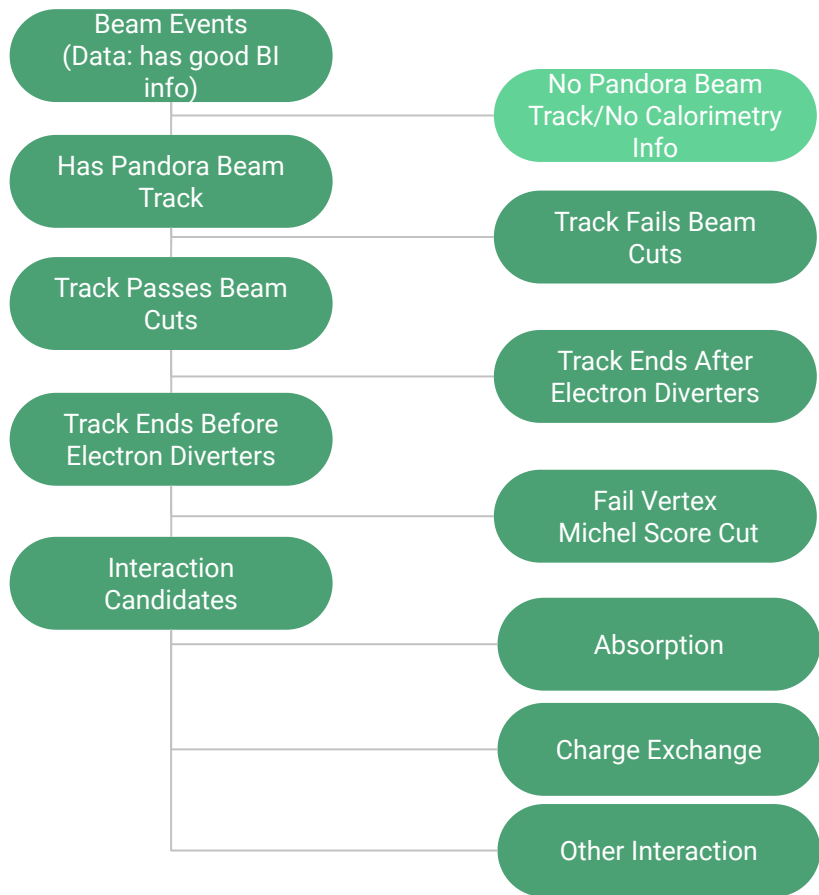 Beam Events
(Data: has good BI
info)
No Pandora Beam
Track/No Calorimetry
Info
Has Pandora Beam
Track
Track Fails Beam
Cuts
Track Passes Beam
Cuts
Track Ends After
Electron Diverters
Track Ends Before
Electron Diverters
Fail Vertex
Michel Score Cut
Interaction
Candidates
Absorption
Charge Exchange
Other Interaction